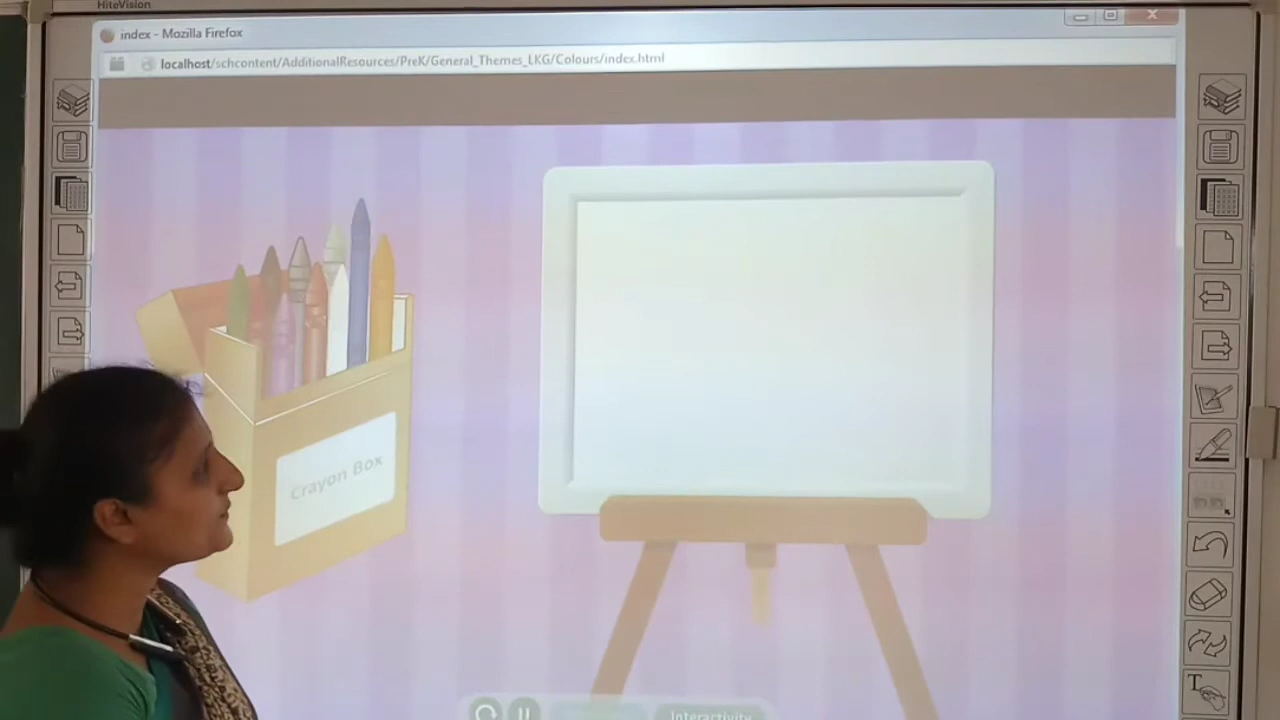 HiteVision
index - Mozilla Firefox
localhost/schcontent/AdditionalResources/PreK/General_Themes_LKG/Colours/index.html
Crayon Box
Interactivity
T